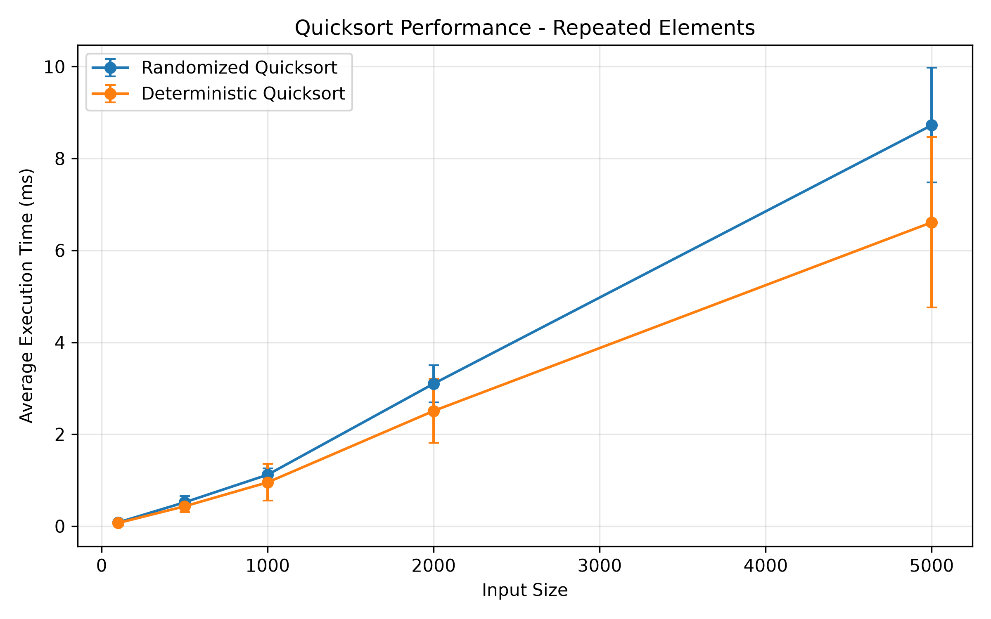 Quicksort Performance - Repeated Elements
Randomized Quicksort
Deterministic Quicksort
Average Execution Time (ms)
10
8
6
4
2
0
0 1000 2000 3000 4000 5000
Input Size